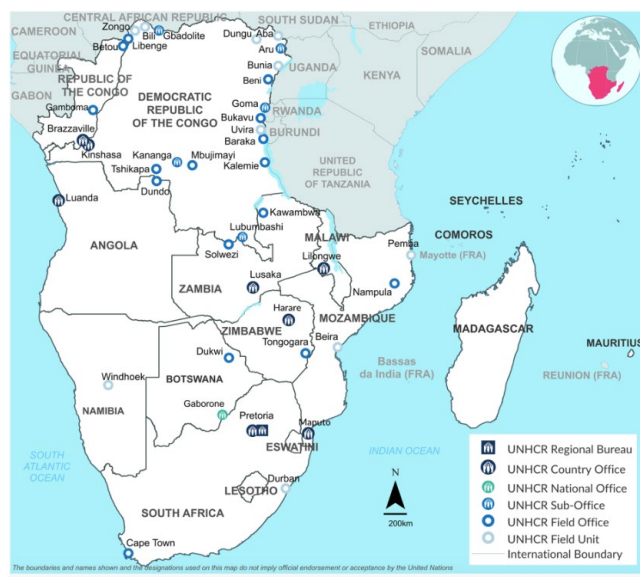 CENTRAL AFRICAN REPUBLIC
SOUTH SUDAN
ETHIOPIA
CAMEROON
Zongo
Bili
Gbadolite
Dungu
Aba
Aru
Betou
Libenge
EQUATORIAL
GUINEA
Bunia
UGANDA
SOMALIA
REPUBLIC OF
THE CONGO
Beni
KENYA
GABON
DEMOCRATIC
REPUBLIC
OF THE CONGO
Gamboma
Goma
RWANDA
Bukavu
Brazzaville
Uvira
BURUNDI
Baraka
Kinshasa
Kananga
Mbujimayi
Kalemie
UNITED
REPUBLIC
OF TANZANIA
Tshikapa
Dundo
Luanda
SEYCHELLES
Kawambwa
ANGOLA
Lubumbashi
MALAWI
Pemba
COMOROS
Solwezi
Lilongwe
Mayotte (FRA)
ZAMBIA
Lusaka
Nampula
Harare
MOZAMBIQUE
ZIMBABWE
MADAGASCAR
Tongogara
Beira
MAURITIUS
Dukwi
Bassas
da India (FRA)
REUNION (FRA)
Windhoek
BOTSWANA
NAMIBIA
Gaborone
Pretoria
Maputo
ESWATINI
SOUTH
ATLANTIC
OCEAN
INDIAN OCEAN
Durban
LESOTHO
SOUTH AFRICA
Cape Town
N
200km
UNHCR Regional Bureau
UNHCR Country Office
UNHCR National Office
UNHCR Sub-Office
UNHCR Field Office
UNHCR Field Unit
International Boundary
The boundaries and names shown and the designations used on this map do not imply official endorsement or acceptance by the United Nations